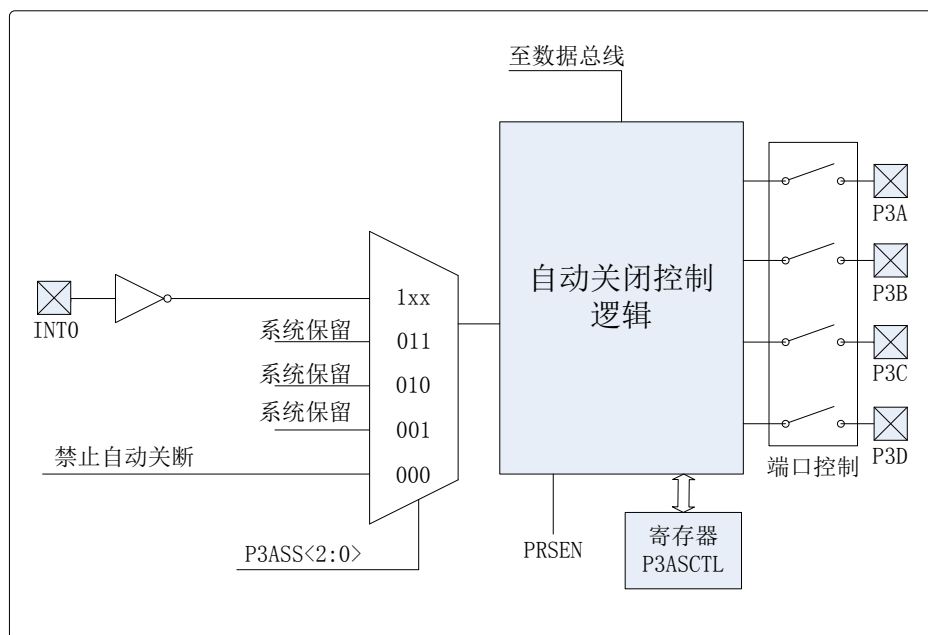 至数据总线
P3A
P3B
P3C
P3D
端口控制
自动关闭控制
逻辑
INT0
1xx
系统保留
011
系统保留
010
系统保留
001
禁止自动关断
000
P3ASS<2:0>
PRSEN
寄存器
P3ASCTL